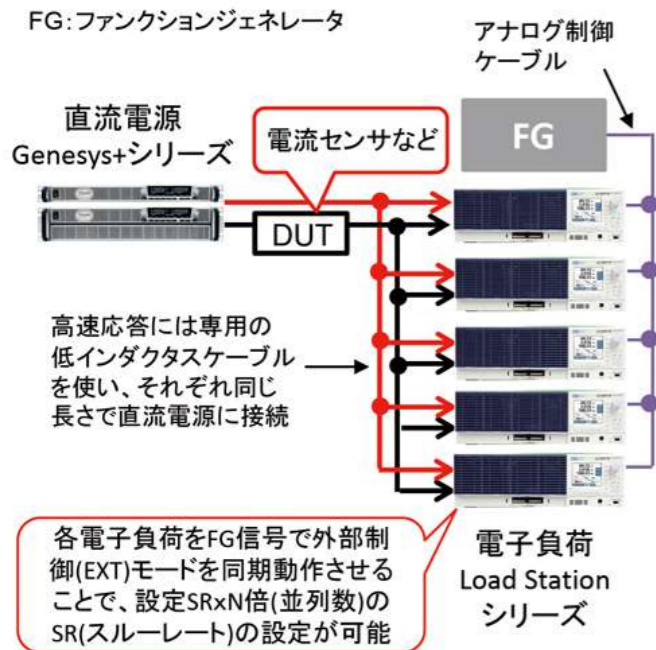 FG：ファンクションジェネレータ
アナログ制御
ケーブル
直流電源
Genesys+シリーズ
電流センサなど
FG
DUT
高速応答には専用の
低インダクタスケーブル
を使い、それぞれ同じ
長さで直流電源に接続
各電子負荷をFG信号で外部制
御(EXT)モードを同期動作させる
ことで、設定SRxN倍(並列数)の
SR(スルーレート)の設定が可能
電子負荷
Load Station
シリーズ